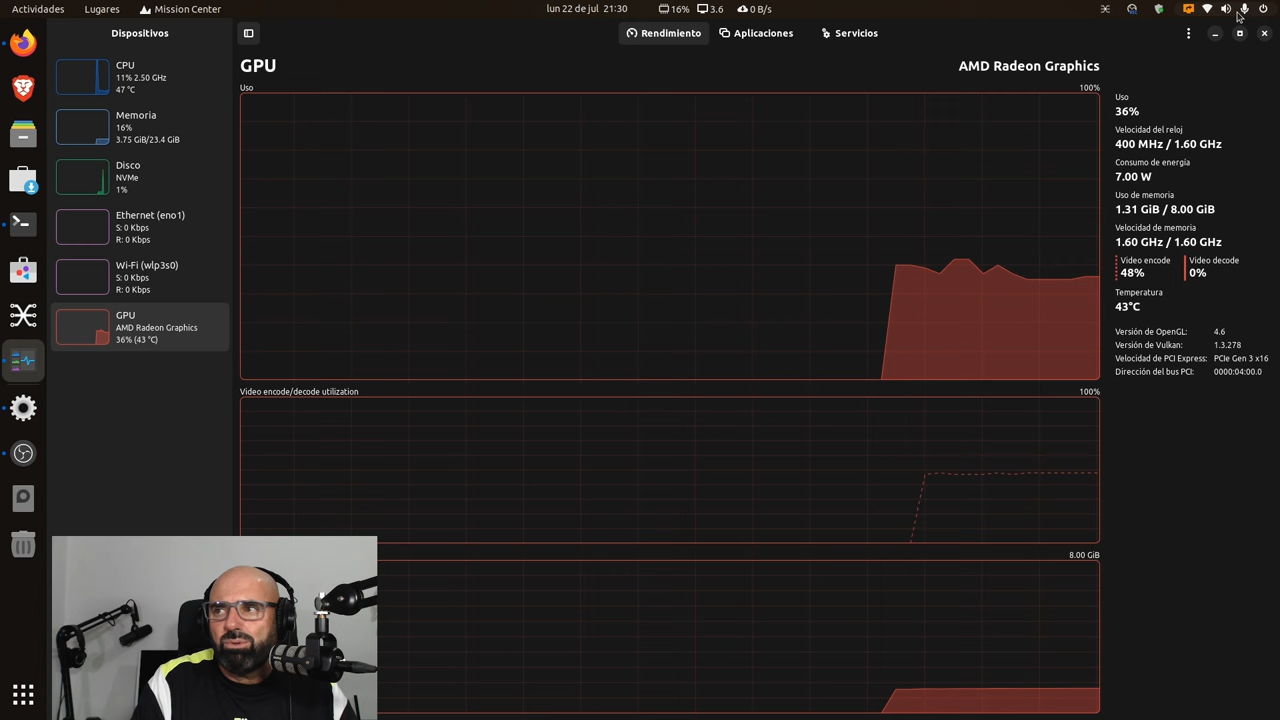 Actividades
Lugares
Mission Center
lun 22 de jul  21:30
16%
3.6
0 B/s
Dispositivos
Rendimiento
Aplicaciones
Servicios
CPU
11% 2.50 GHz
47 °C
Memoria
16%
3.75 GiB/23.4 GiB
Disco
NVMe
1%
Ethernet (eno1)
S: 0 Kbps
R: 0 Kbps
Wi-Fi (wlp3s0)
S: 0 Kbps
R: 0 Kbps
GPU
AMD Radeon Graphics
36% (43 °C)
GPU
AMD Radeon Graphics
Uso
100%
Video encode/decode utilization
100%
8.00 GiB
Uso
36%
Velocidad del reloj
400 MHz / 1.60 GHz
Consumo de energía
7.00 W
Uso de memoria
1.31 GiB / 8.00 GiB
Velocidad de memoria
1.60 GHz / 1.60 GHz
Video encode
48%
Video decode
0%
Temperatura
43°C
Versión de OpenGL: 4.6
Versión de Vulkan: 1.3.278
Velocidad de PCI Express: PCIe Gen 3 x16
Dirección del bus PCI: 0000:04:00.0